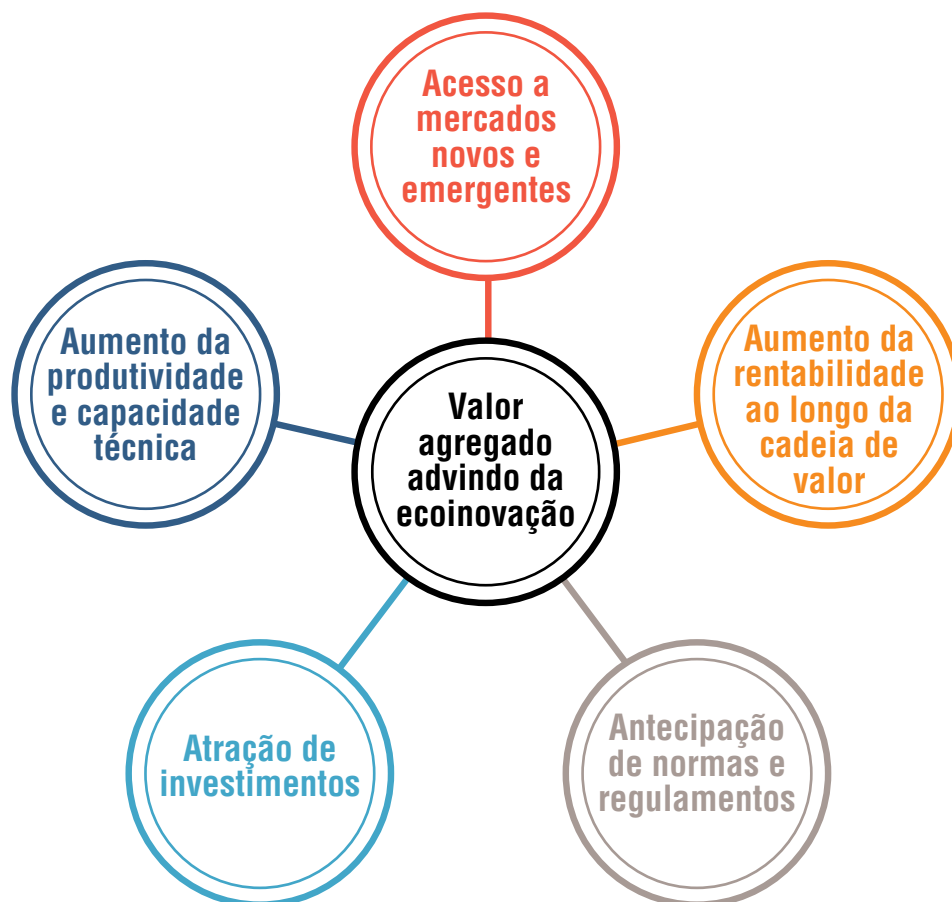 Acesso a
mercados
novos e
emergentes
Aumento da
produtividade
e capacidade
técnica
Valor
agregado
advindo da
ecoinovação
Aumento da
rentabilidade
ao longo da
cadeia de
valor
Atração de
investimentos
Antecipação
de normas e
regulamentos